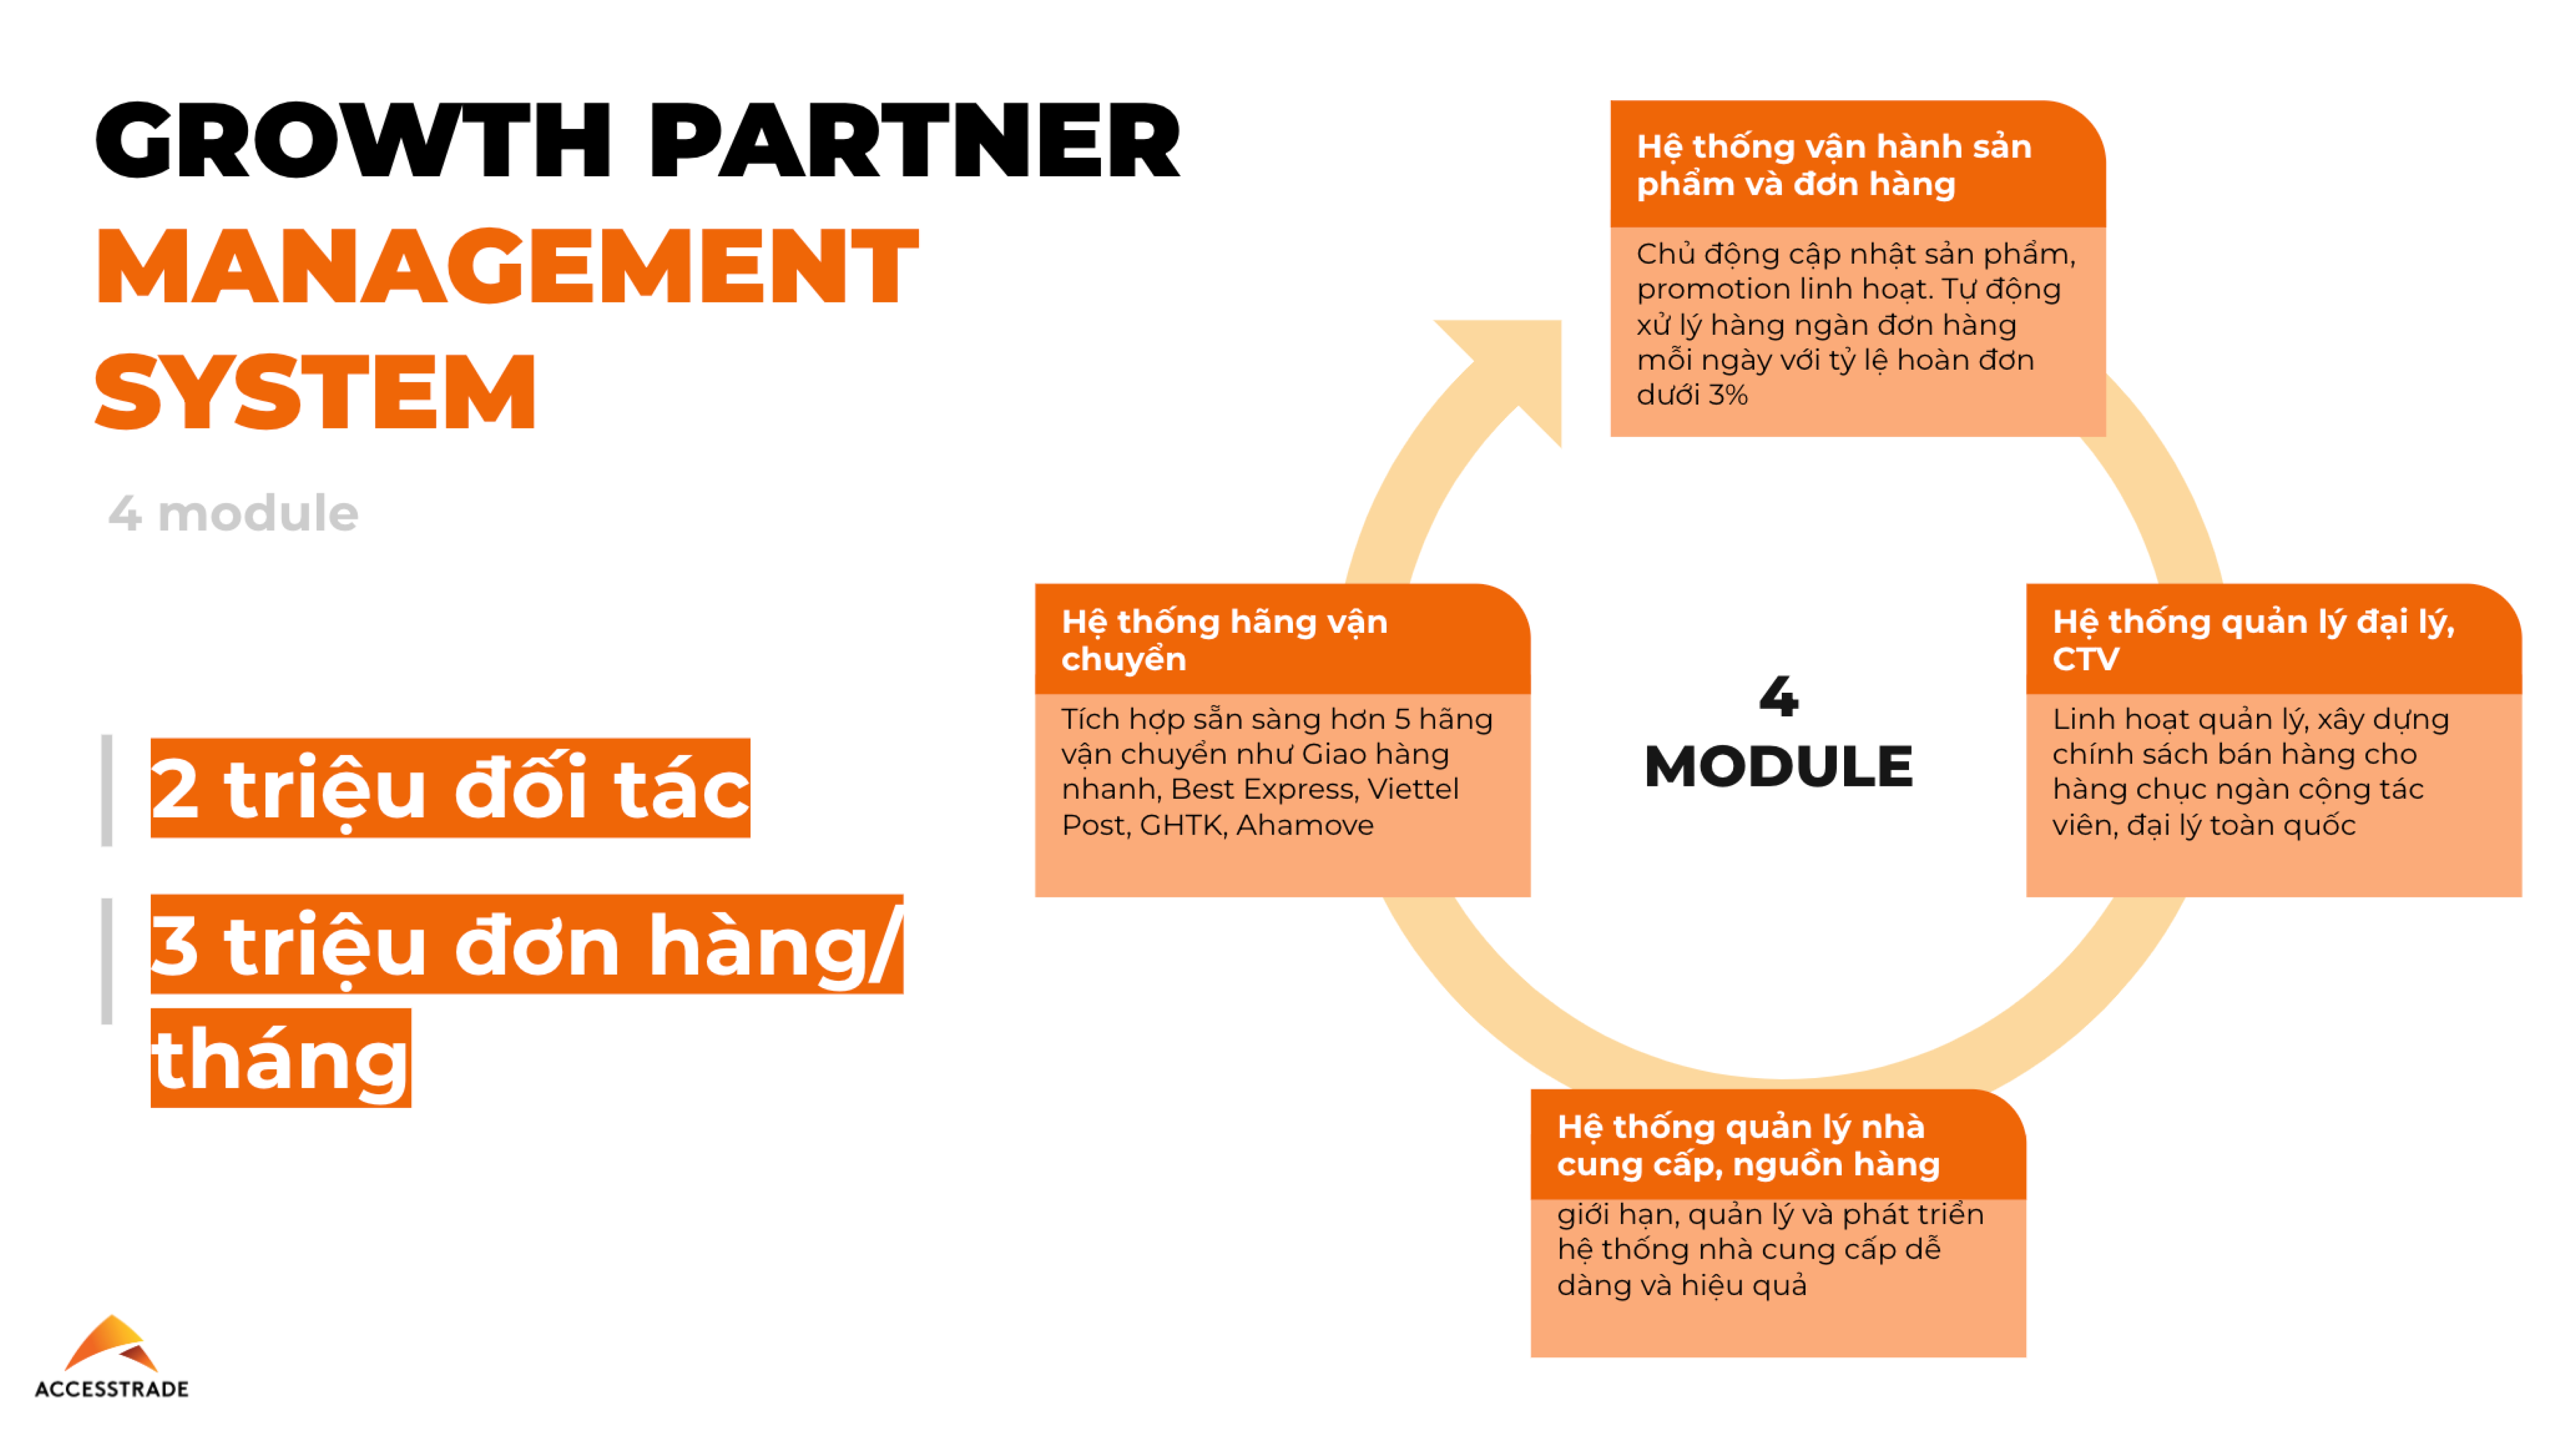 GROWTH PARTNER
MANAGEMENT
SYSTEM
4 module
2 triệu đối tác
3 triệu đơn hàng/
tháng
ACCESSTRADE
Hệ thống vận hành sản
phẩm và đơn hàng
Chủ động cập nhật sản phẩm,
promotion linh hoạt. Tự động
xử lý hàng ngàn đơn hàng
mỗi ngày với tỷ lệ hoàn đơn
dưới 3%
Hệ thống hãng vận
chuyển
Tích hợp sẵn sàng hơn 5 hãng
vận chuyển như Giao hàng
nhanh, Best Express, Viettel
Post, GHTK, Ahamove
4
MODULE
Hệ thống quản lý đại lý,
CTV
Linh hoạt quản lý, xây dựng
chính sách bán hàng cho
hàng chục ngàn cộng tác
viên, đại lý toàn quốc
Hệ thống quản lý nhà
cung cấp, nguồn hàng
giới hạn, quản lý và phát triển
hệ thống nhà cung cấp dễ
dàng và hiệu quả